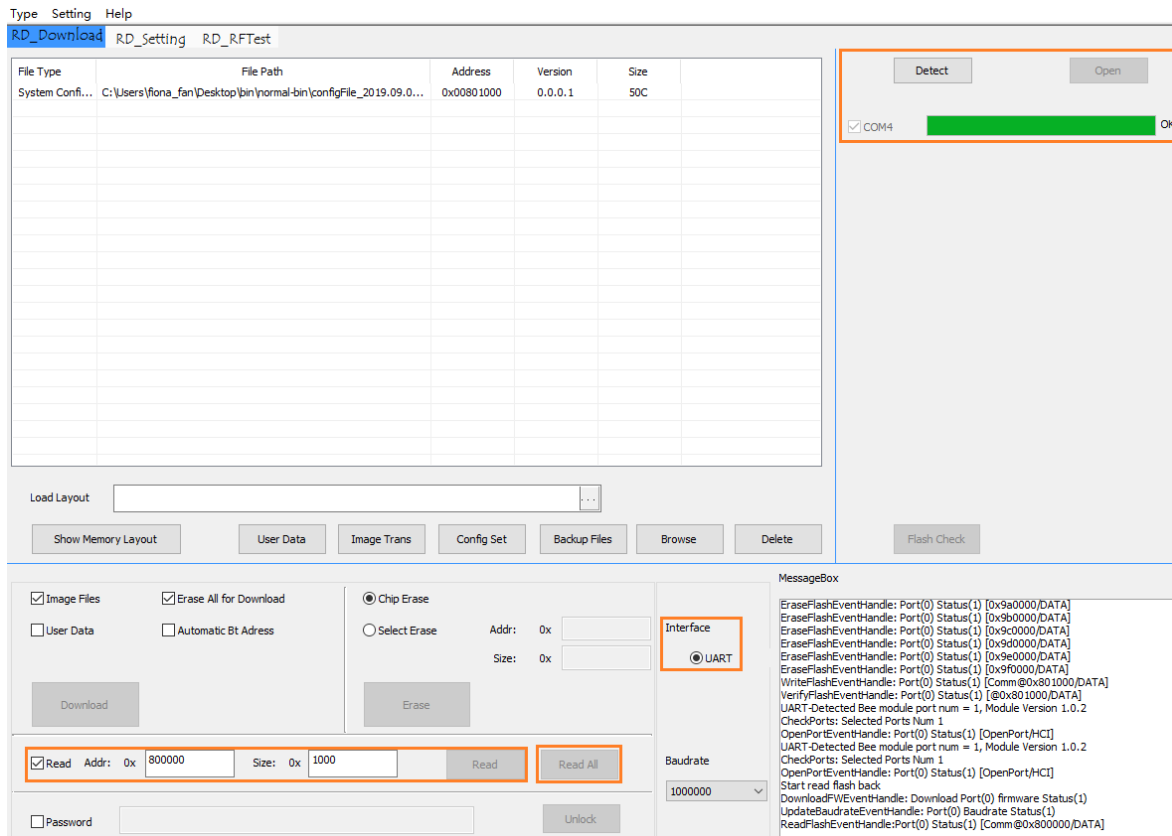 Type Setting Help
RD_Download RD_Setting RD_RFTest
File Type File Path Address Version Size
System Confi... C:\Users\fiona_fan\Desktop\bin\normal-bin\configFile_2019.09.0... 0x00801000 0.0.0.1 50C
Detect Open
COM4 OK
Load Layout ...
Show Memory Layout User Data Image Trans Config Set Backup Files Browse Delete Flash Check
Image Files Erase All for Download Chip Erase
User Data Automatic Bt Adress Select Erase Addr: 0x
Size: 0x
Download Erase
Read Addr: 0x 800000 Size: 0x 1000 Read Read All
Password Unlock
Interface
UART
Baudrate
1000000
MessageBox
EraseFlashEventHandle: Port(0) Status(1) [0x9a0000/DATA]
EraseFlashEventHandle: Port(0) Status(1) [0x9b0000/DATA]
EraseFlashEventHandle: Port(0) Status(1) [0x9c0000/DATA]
EraseFlashEventHandle: Port(0) Status(1) [0x9d0000/DATA]
EraseFlashEventHandle: Port(0) Status(1) [0x9e0000/DATA]
EraseFlashEventHandle: Port(0) Status(1) [0x9f0000/DATA]
WriteFlashEventHandle: Port(0) Status(1) [Comm@0x801000/DATA]
VerifyFlashEventHandle: Port(0) Status(1) [@0x801000/DATA]
UART-Detected Bee module port num = 1, Module Version 1.0.2
CheckPorts: Selected Ports Num 1
OpenPortEventHandle: Port(0) Status(1) [OpenPort/HCI]
UART-Detected Bee module port num = 1, Module Version 1.0.2
CheckPorts: Selected Ports Num 1
OpenPortEventHandle: Port(0) Status(1) [OpenPort/HCI]
Start read flash back
DownloadFWEventHandle: Download Port(0) firmware Status(1)
UpdateBaudrateEventHandle: Port(0) Baudrate Status(1)
ReadFlashEventHandle:Port(0) Status(1) [Comm@0x800000/DATA]